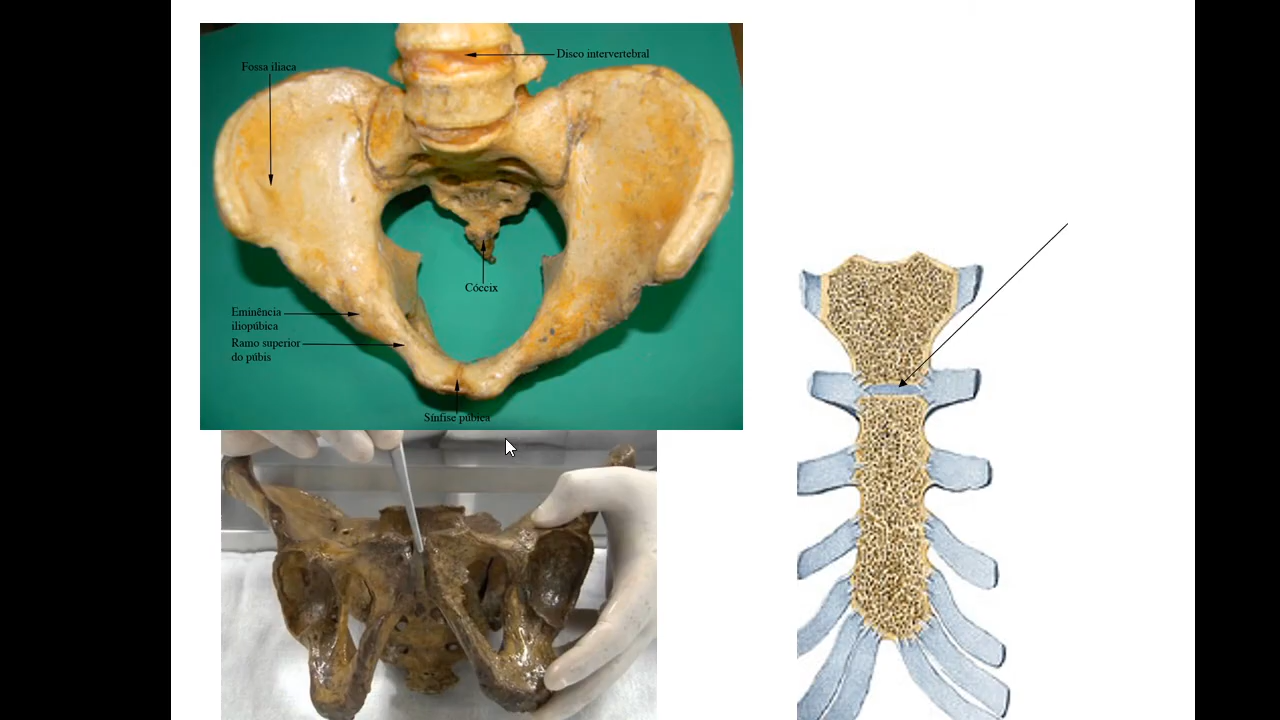 Disco intervertebral
Fossa ilíaca
Cóccix
Eminência
iliopúbica
Ramo superior
do púbis
Sínfise púbica